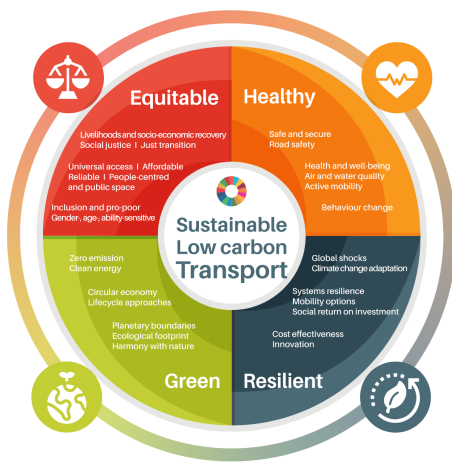 Equitable
Livelihoods and socio-economic recovery
Social justice I Just transition
Universal access I Affordable
Reliable I People-centred
and public space
Inclusion and pro-poor
Gender-, age-, ability-sensitive
Healthy
Safe and secure
Road safety
Health and well-being
Air and water quality
Active mobility
Behaviour change
Sustainable
Low carbon
Transport
Zero emission
Clean energy
Circular economy
Lifecycle approaches
Planetary boundaries
Ecological footprint
Harmony with nature
Green
Global shocks
Climate change adaptation
Systems resilience
Mobility options
Social return on investment
Cost effectiveness
Innovation
Resilient